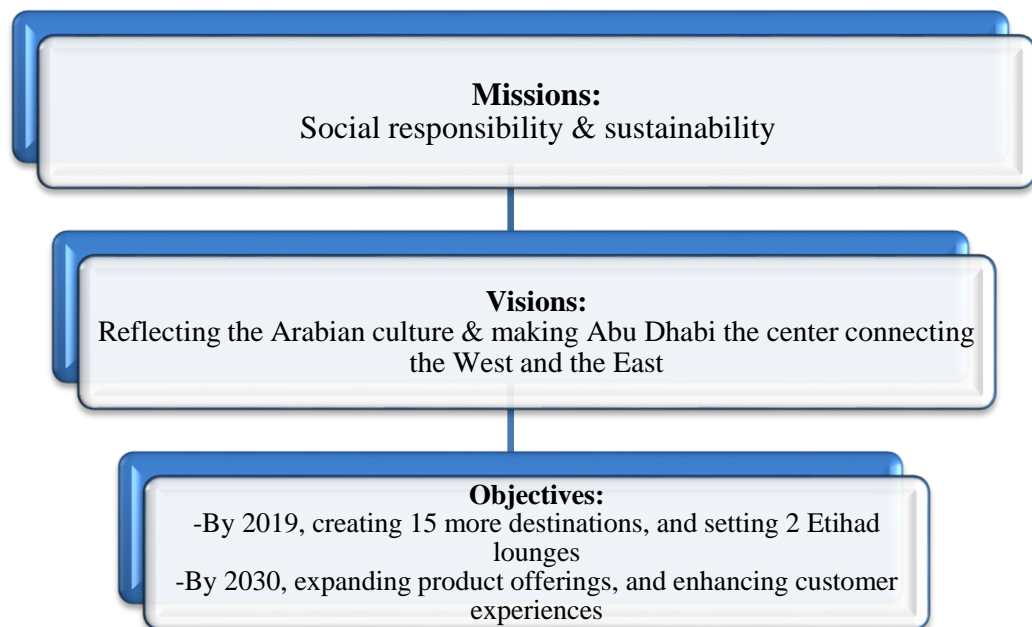 Missions:
Social responsibility & sustainability
Visions:
Reflecting the Arabian culture & making Abu Dhabi the center connecting
the West and the East
Objectives:
-By 2019, creating 15 more destinations, and setting 2 Etihad
lounges
-By 2030, expanding product offerings, and enhancing customer
experiences